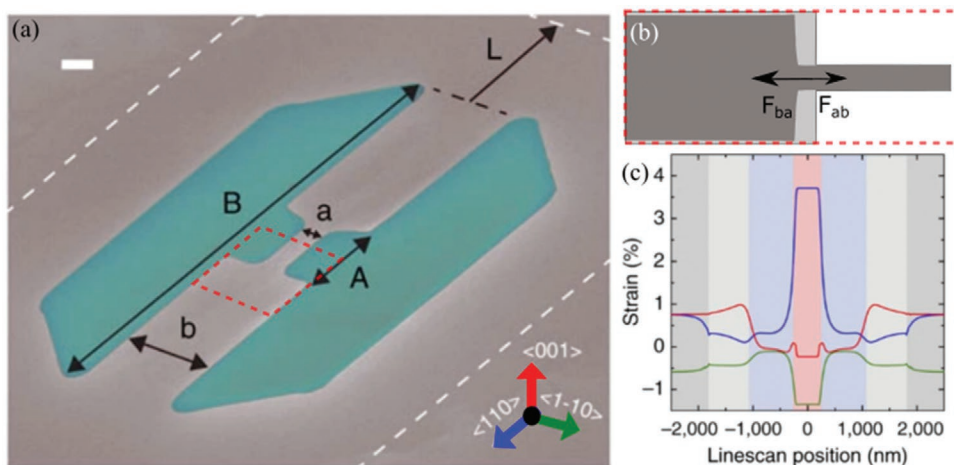 (a)
L
B
a
A
b
<001>
<110>
<1-10>
(b)
F_ba F_ab
(c)
Strain (%)
4
3
2
1
0
−1
−2,000 −1,000 0 1,000 2,000
Linescan position (nm)